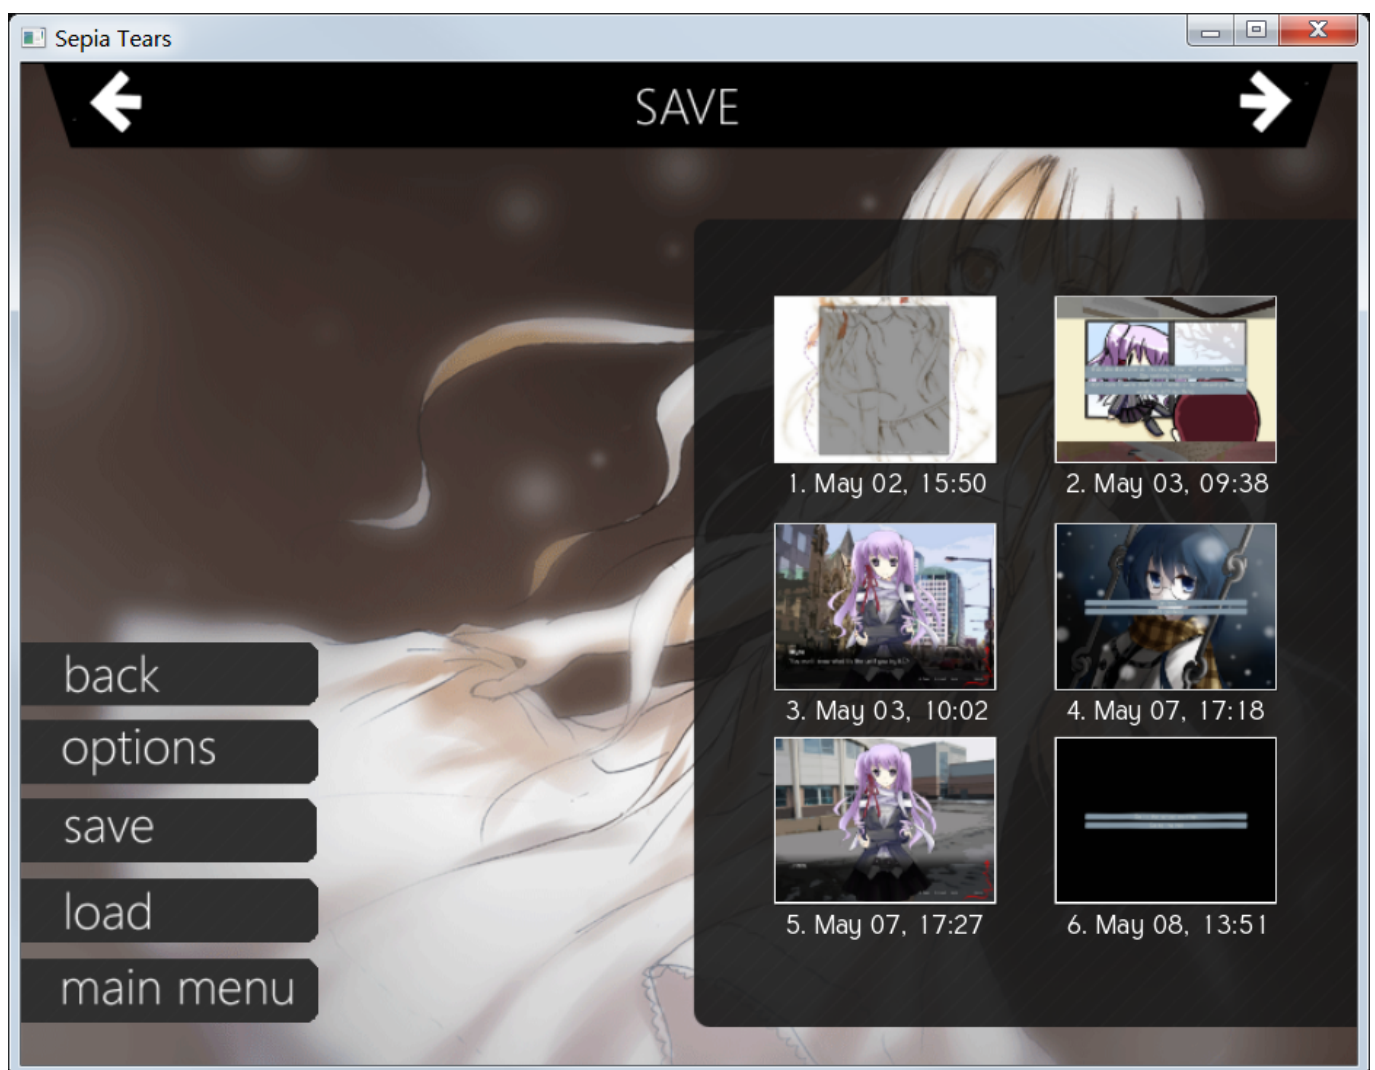 Sepia Tears
SAVE
1. May 02, 15:50
2. May 03, 09:38
3. May 03, 10:02
4. May 07, 17:18
5. May 07, 17:27
6. May 08, 13:51
back
options
save
load
main menu